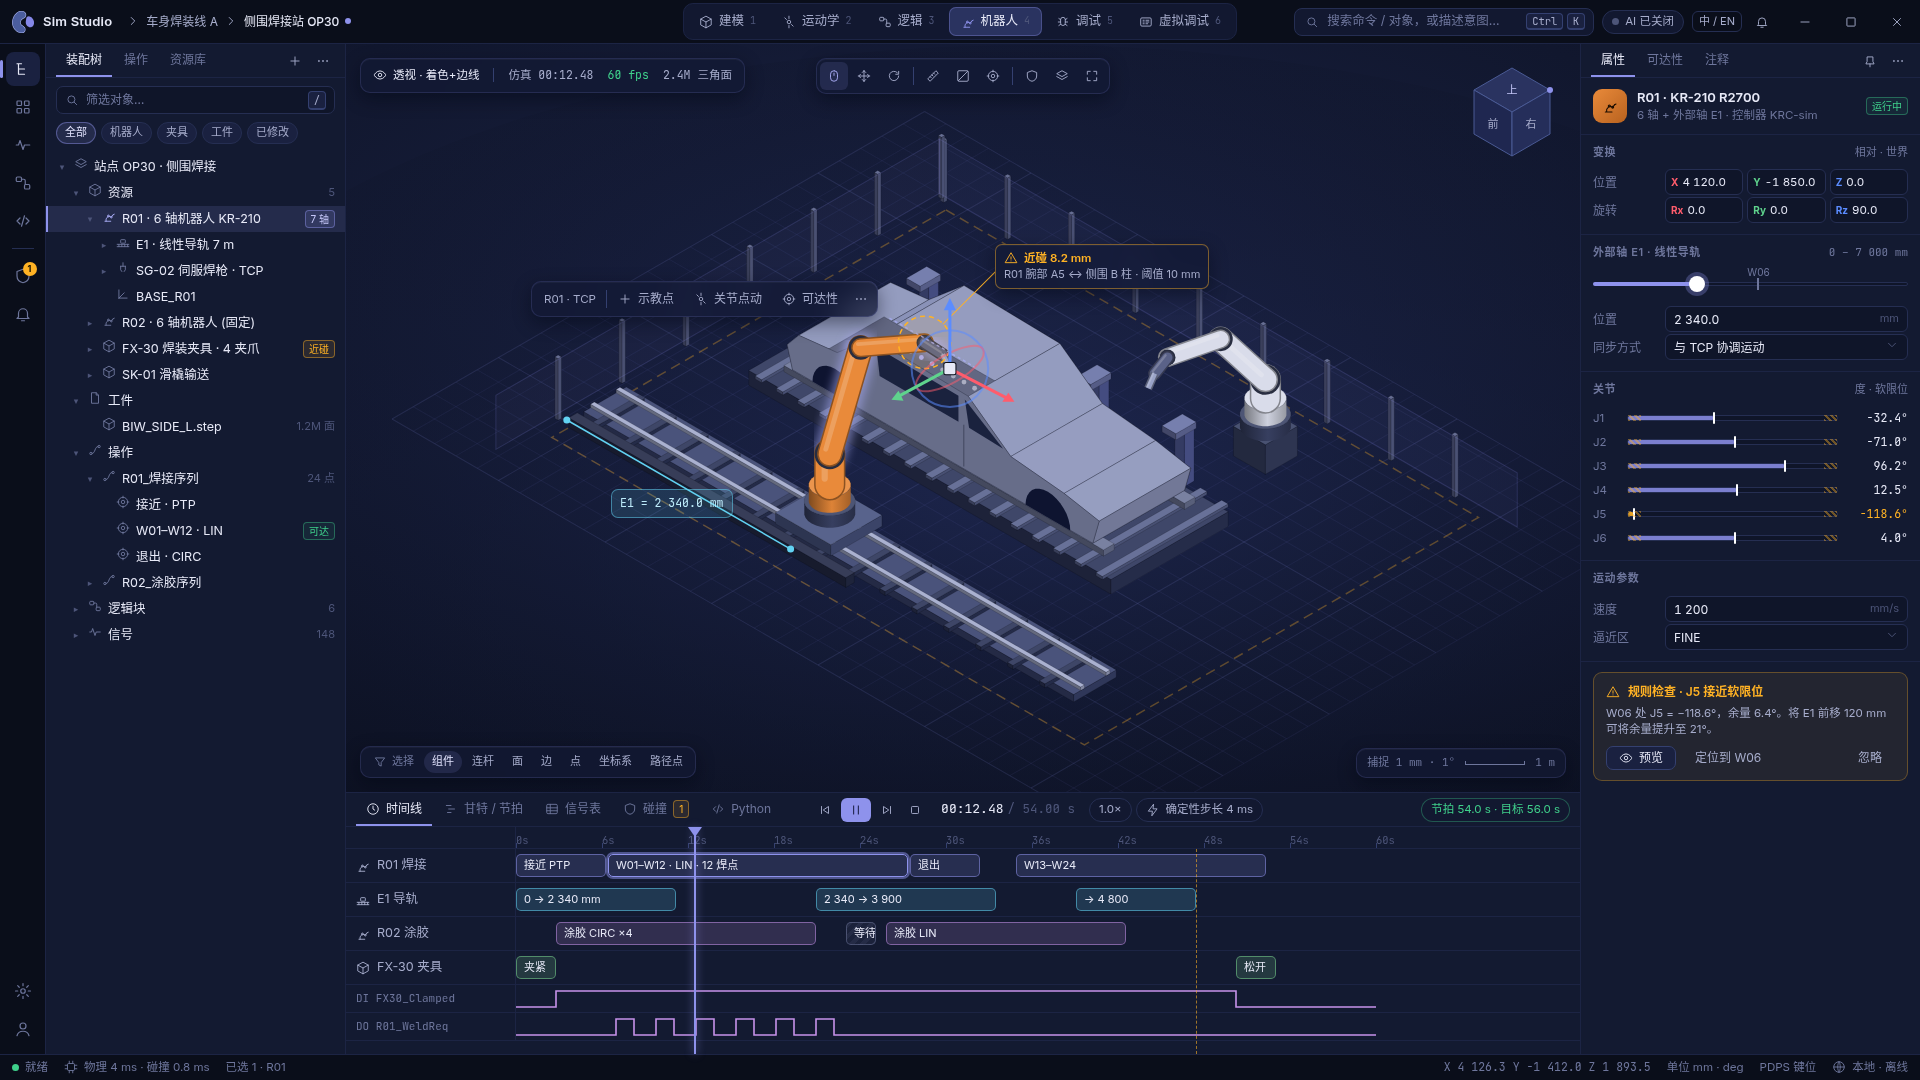 Sim Studio
车身焊装线 A
侧围焊接站 OP30
建模 1
运动学 2
逻辑 3
机器人 4
调试 5
虚拟调试 6
搜索命令 / 对象，或描述意图... Ctrl K
AI 已关闭
中 / EN
装配树 操作 资源库
筛选对象... /
全部 机器人 夹具 工件 已修改
站点 OP30 · 侧围焊接
资源 5
R01 · 6 轴机器人 KR-210 7 轴
E1 · 线性导轨 7 m
SG-02 伺服焊枪 · TCP
BASE_R01
R02 · 6 轴机器人 (固定)
FX-30 焊装夹具 · 4 夹爪 近碰
SK-01 滑橇输送
工件
BIW_SIDE_L.step 1.2M 面
操作
R01_焊接序列 24 点
接近 · PTP
W01–W12 · LIN 可达
退出 · CIRC
R02_涂胶序列
逻辑块 6
信号 148
1
透视 · 着色+边线 仿真 00:12.48 60 fps 2.4M 三角面
上
前 右
近碰 8.2 mm
R01 腕部 A5 ↔ 侧围 B 柱 · 阈值 10 mm
R01 · TCP 示教点 关节点动 可达性
E1 = 2 340.0 mm
选择 组件 连杆 面 边 点 坐标系 路径点
捕捉 1 mm · 1° 1 m
属性 可达性 注释
R01 · KR-210 R2700
6 轴 + 外部轴 E1 · 控制器 KRC-sim
运行中
变换 相对 · 世界
位置 X 4 120.0 Y -1 850.0 Z 0.0
旋转 Rx 0.0 Ry 0.0 Rz 90.0
外部轴 E1 · 线性导轨 0 – 7 000 mm
W06
位置 2 340.0 mm
同步方式 与 TCP 协调运动
关节 度 · 软限位
J1 -32.4°
J2 -71.0°
J3 96.2°
J4 12.5°
J5 -118.6°
J6 4.0°
运动参数
速度 1 200 mm/s
逼近区 FINE
规则检查 · J5 接近软限位
W06 处 J5 = −118.6°，余量 6.4°。将 E1 前移 120 mm
可将余量提升至 21°。
预览 定位到 W06 忽略
时间线 甘特 / 节拍 信号表 碰撞 1 Python
00:12.48 / 54.00 s 1.0× 确定性步长 4 ms
节拍 54.0 s · 目标 56.0 s
0s 6s 12s 18s 24s 30s 36s 42s 48s 54s 60s
R01 焊接 接近 PTP W01–W12 · LIN · 12 焊点 退出 W13–W24
E1 导轨 0 → 2 340 mm 2 340 → 3 900 → 4 800
R02 涂胶 涂胶 CIRC ×4 等待 涂胶 LIN
FX-30 夹具 夹紧 松开
DI FX30_Clamped
DO R01_WeldReq
就绪 物理 4 ms · 碰撞 0.8 ms 已选 1 · R01
X 4 126.3 Y -1 412.0 Z 1 893.5 单位 mm · deg PDPS 键位 本地 · 离线